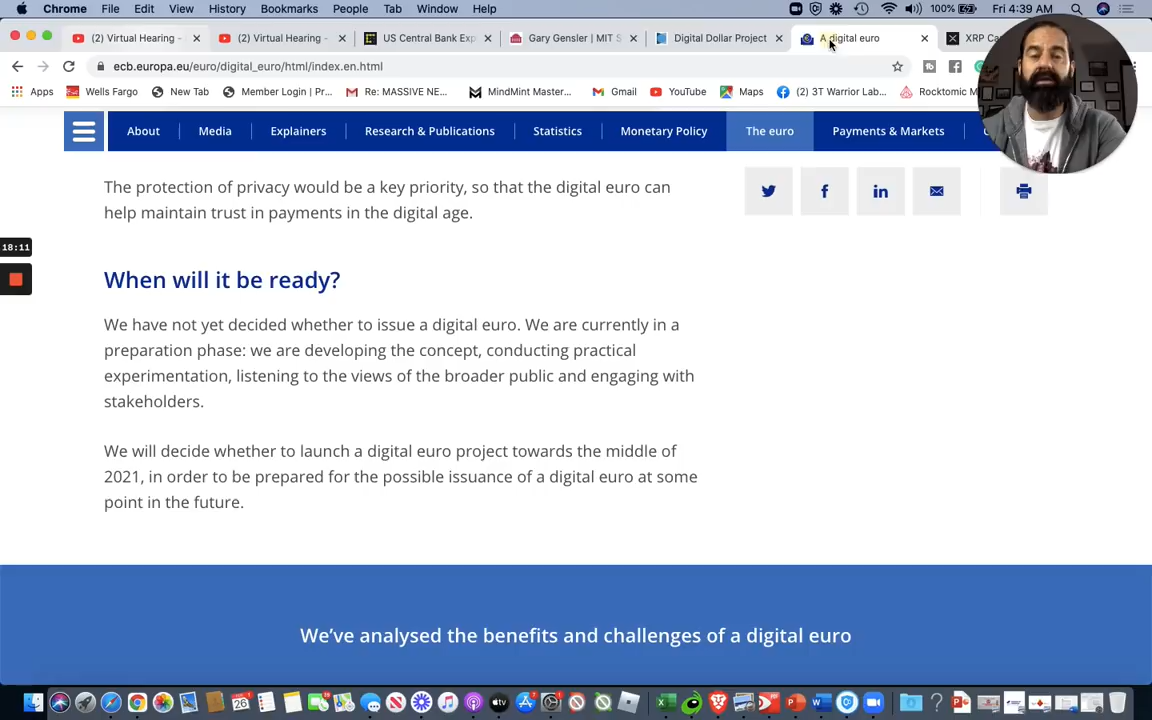 Chrome File Edit View History Bookmarks People Tab Window Help 100% Fri 4:39 AM
(2) Virtual Hearing - (2) Virtual Hearing - US Central Bank Exp Gary Gensler | MIT S Digital Dollar Project A digital euro XRP Ca
ecb.europa.eu/euro/digital_euro/html/index.en.html
Apps Wells Fargo New Tab Member Login | Pr... Re: MASSIVE NE... MindMint Master... Gmail YouTube Maps (2) 3T Warrior Lab... Rocktomic M
About Media Explainers Research & Publications Statistics Monetary Policy The euro Payments & Markets
The protection of privacy would be a key priority, so that the digital euro can
help maintain trust in payments in the digital age.
18:11
When will it be ready?
We have not yet decided whether to issue a digital euro. We are currently in a
preparation phase: we are developing the concept, conducting practical
experimentation, listening to the views of the broader public and engaging with
stakeholders.
We will decide whether to launch a digital euro project towards the middle of
2021, in order to be prepared for the possible issuance of a digital euro at some
point in the future.
We've analysed the benefits and challenges of a digital euro